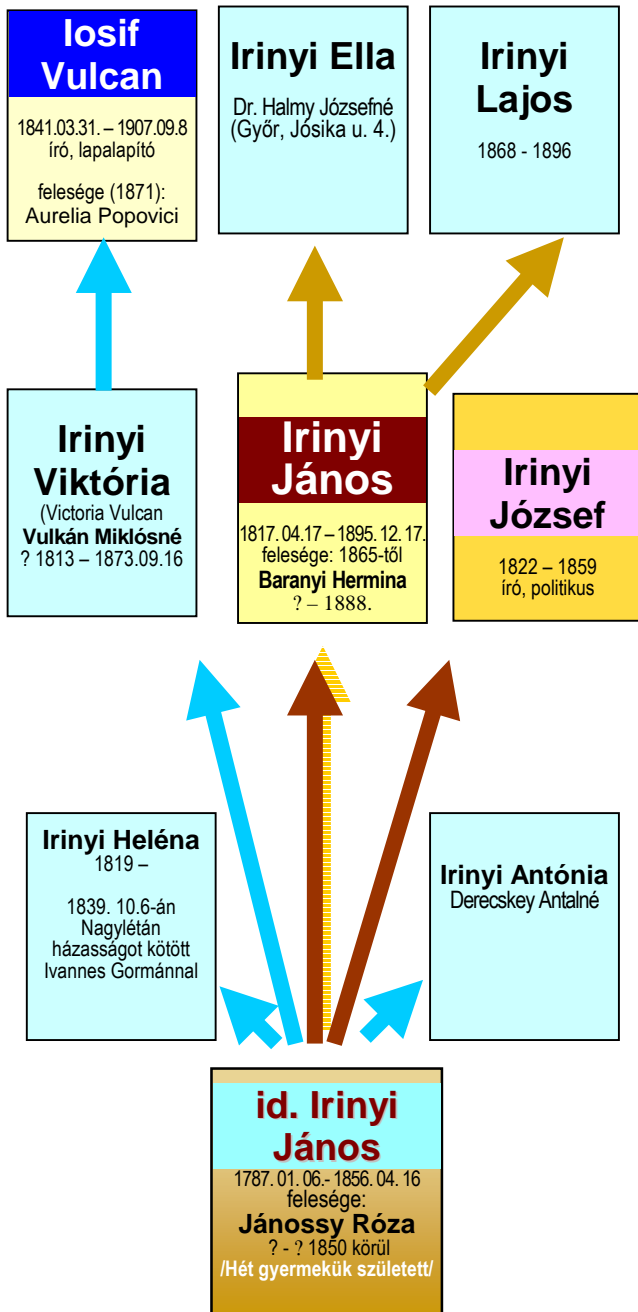 Iosif
Vulcan
1841.03.31. – 1907.09.8
író, lapalapító
felesége (1871):
Aurelia Popovici
Irinyi Ella
Dr. Halmy Józsefné
(Győr, Jósika u. 4.)
Irinyi
Lajos
1868 - 1896
Irinyi
Viktória
(Victoria Vulcan
Vulkán Miklósné
? 1813 – 1873.09.16
Irinyi
János
1817. 04.17 – 1895. 12. 17.
felesége: 1865-től
Baranyi Hermina
? – 1888.
Irinyi
József
1822 – 1859
író, politikus
Irinyi Heléna
1819 –
1839. 10.6-án
Nagylétán
házasságot kötött
Ivannes Gormánnal
Irinyi Antónia
Derecskey Antalné
id. Irinyi
János
1787. 01. 06.- 1856. 04. 16
felesége:
Jánossy Róza
? - ? 1850 körül
/Hét gyermekük született/